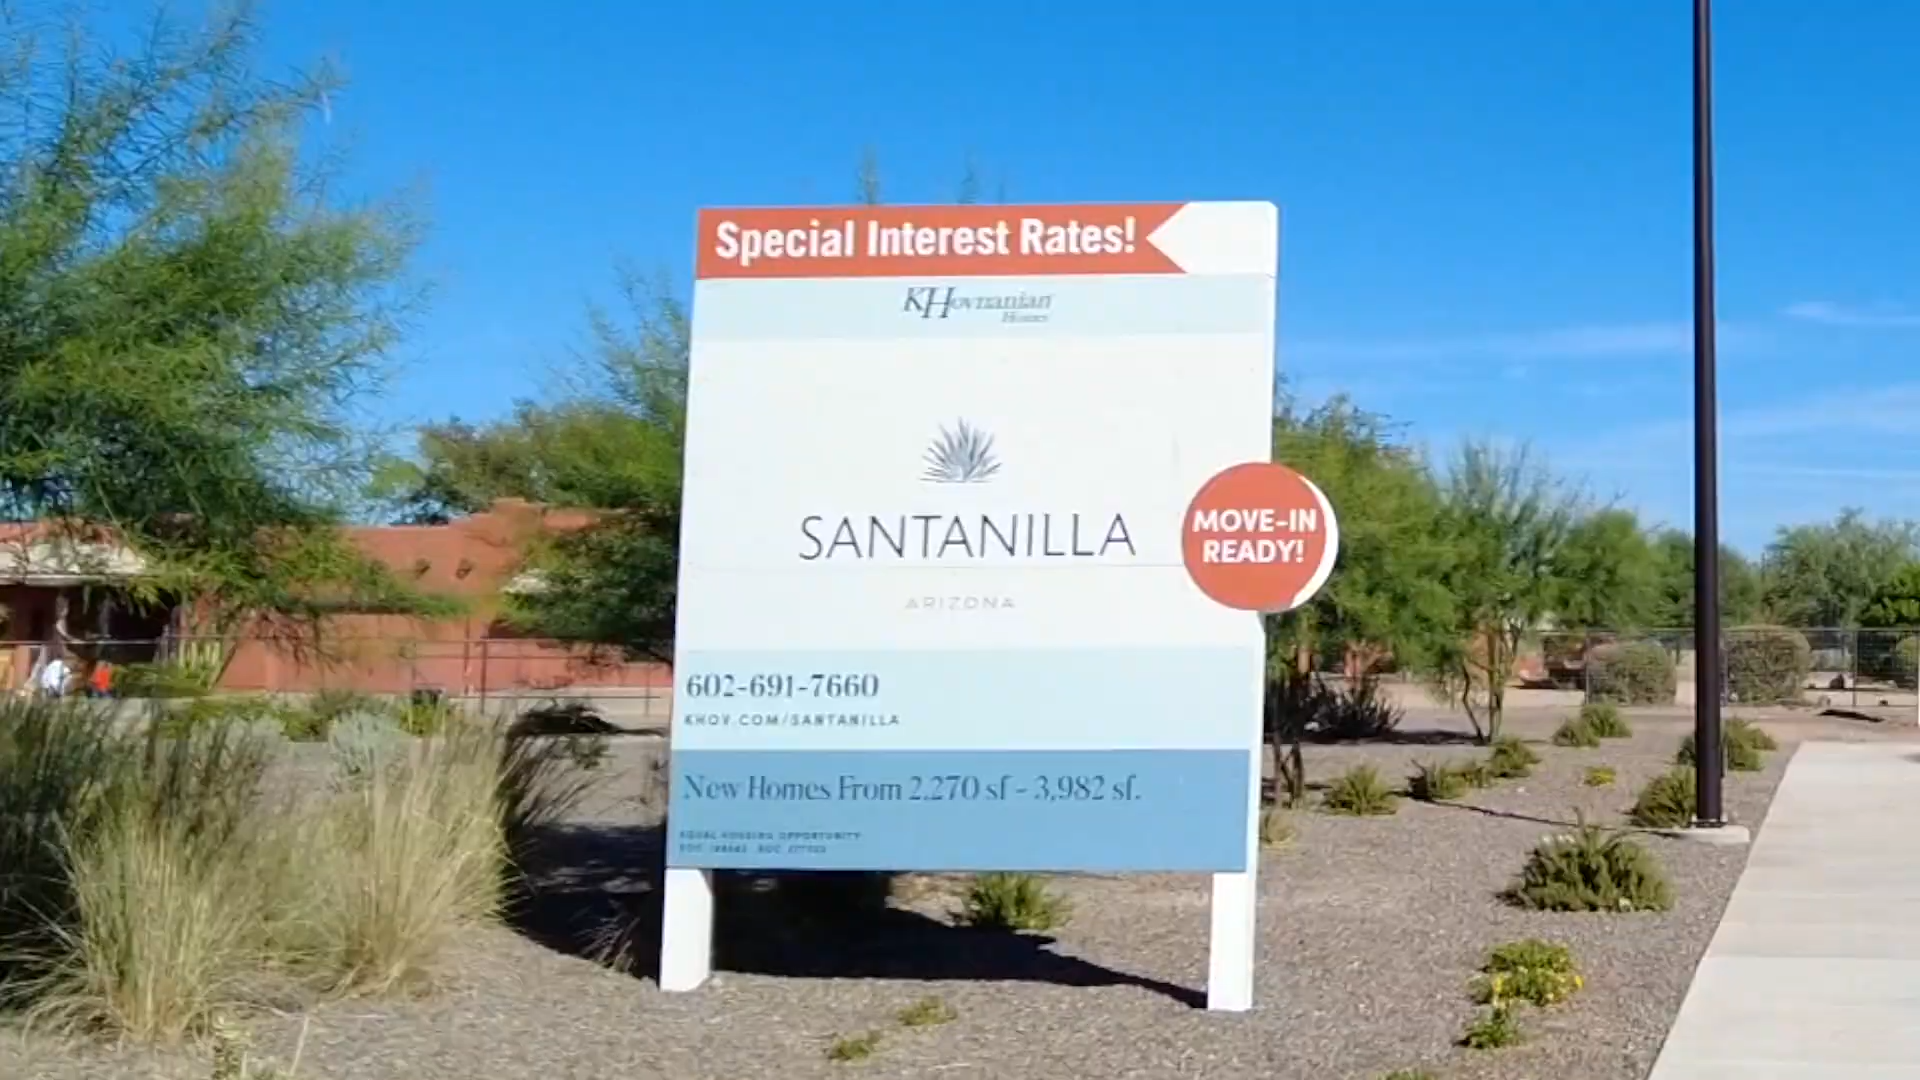 Special Interest Rates!
KHovnanian
Homes
SANTANILLA
ARIZONA
MOVE-IN
READY!
602-691-7660
KHOV.COM/SANTANILLA
New Homes From 2,270 sf - 3,982 sf.
EQUAL HOUSING OPPORTUNITY